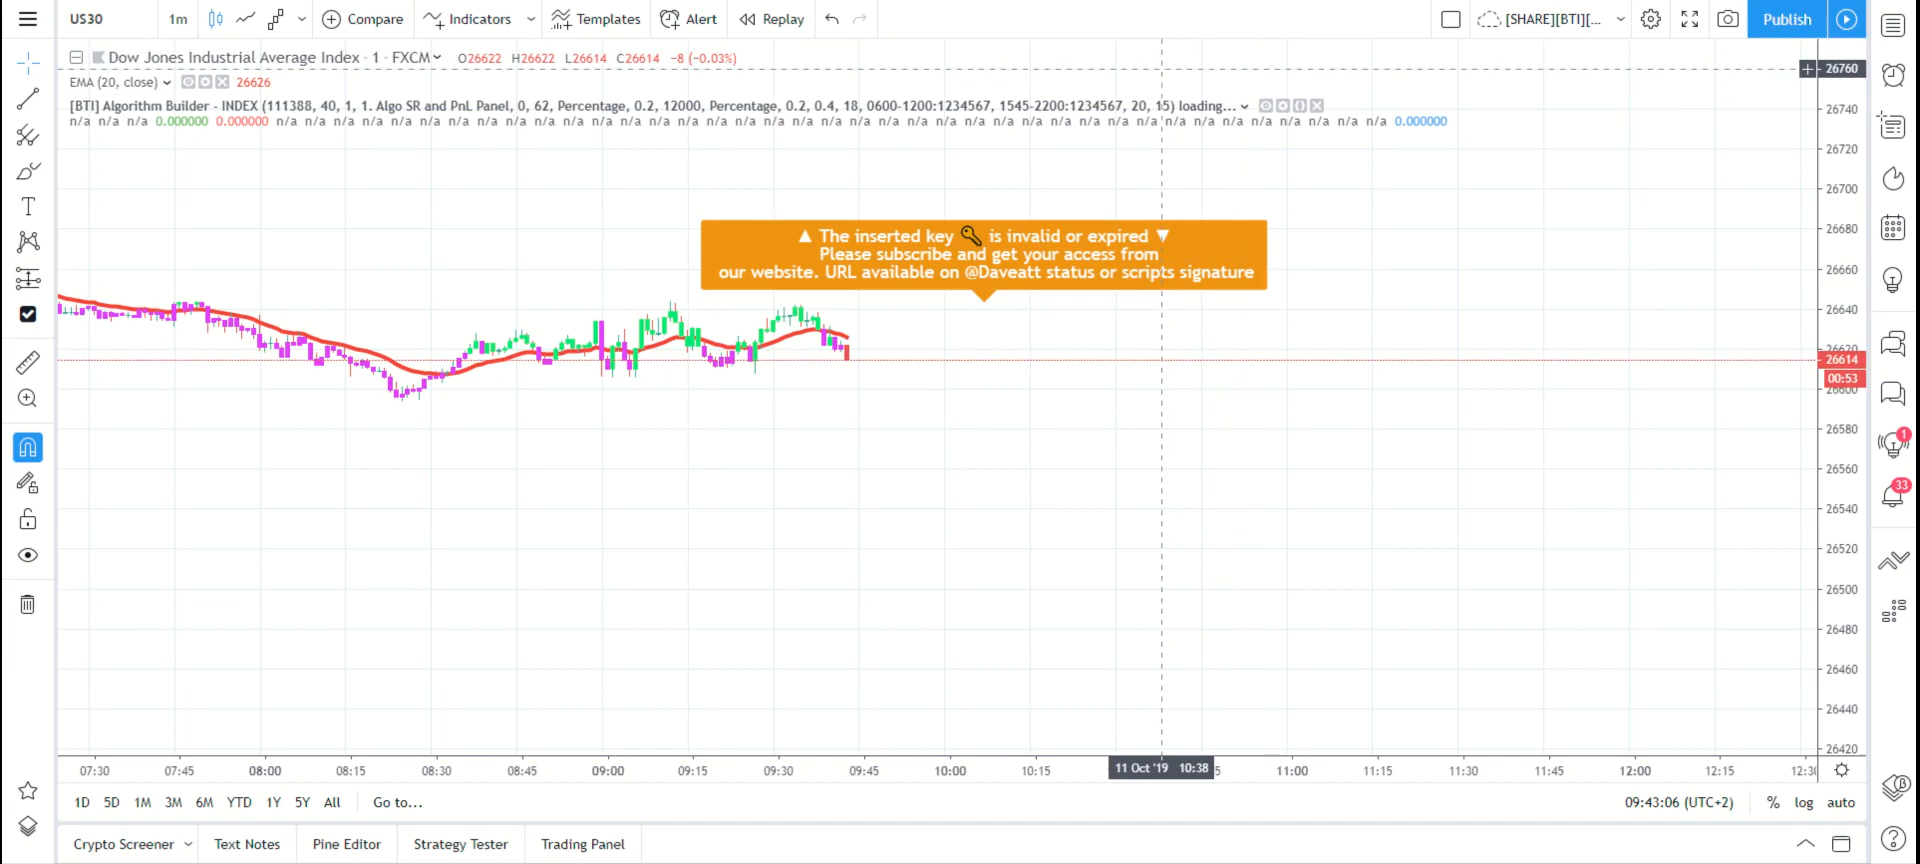 US30 1m Compare Indicators Templates Alert Replay [SHARE][BTI][... Publish
Dow Jones Industrial Average Index · 1 · FXCM O26622 H26622 L26614 C26614 −8 (−0.03%)
EMA (20, close) 26626
[BTI] Algorithm Builder - INDEX (111388, 40, 1, 1. Algo SR and PnL Panel, 0, 62, Percentage, 0.2, 12000, Percentage, 0.2, 0.4, 18, 0600-1200:1234567, 1545-2200:1234567, 20, 15) loading...
n/a n/a n/a 0.000000 0.000000 n/a n/a n/a n/a n/a n/a n/a n/a n/a n/a n/a n/a n/a n/a n/a n/a n/a n/a n/a n/a n/a n/a n/a n/a n/a n/a n/a n/a n/a n/a n/a n/a n/a n/a n/a n/a n/a n/a n/a 0.000000
▲ The inserted key 🔑 is invalid or expired ▼
Please subscribe and get your access from
our website. URL available on @Daveatt status or scripts signature
26760
26740
26720
26700
26680
26660
26640
26620
26614
00:53
26600
26580
26560
26540
26520
26500
26480
26460
26440
26420
1
33
07:30 07:45 08:00 08:15 08:30 08:45 09:00 09:15 09:30 09:45 10:00 10:15 11 Oct '19 10:38 11:00 11:15 11:30 11:45 12:00 12:15
1D 5D 1M 3M 6M YTD 1Y 5Y All Go to... 09:43:06 (UTC+2) % log auto
Crypto Screener Text Notes Pine Editor Strategy Tester Trading Panel